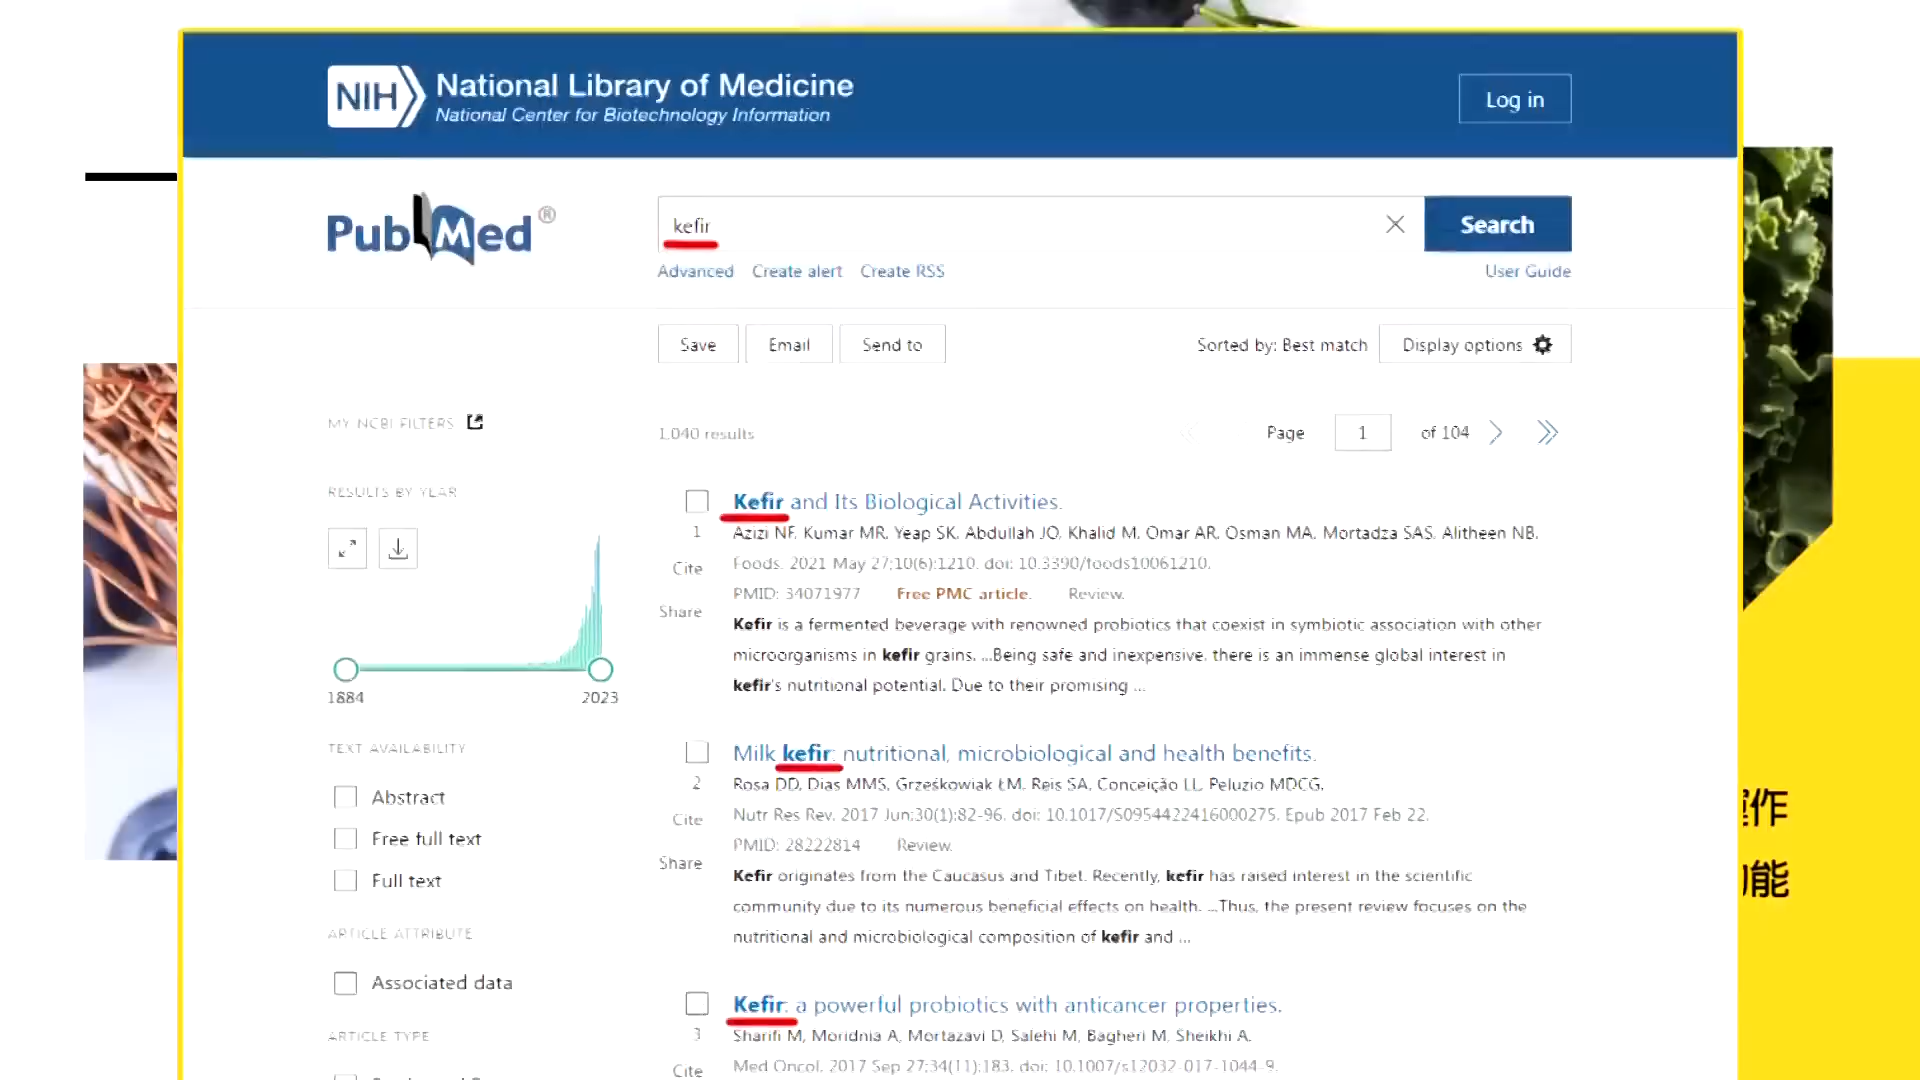 NIH National Library of Medicine
National Center for Biotechnology Information
Log in
PubMed®
kefir
Search
Advanced Create alert Create RSS
User Guide
Save Email Send to
Sorted by: Best match Display options
MY NCBI FILTERS
1,040 results
Page 1 of 104
RESULTS BY YEAR
1884 2023
TEXT AVAILABILITY
Abstract
Free full text
Full text
ARTICLE ATTRIBUTE
Associated data
ARTICLE TYPE
Kefir and Its Biological Activities.
1 Azizi NF, Kumar MR, Yeap SK, Abdullah JO, Khalid M, Omar AR, Osman MA, Mortadza SAS, Alitheen NB.
Cite Foods. 2021 May 27;10(6):1210. doi: 10.3390/foods10061210.
PMID: 34071977 Free PMC article. Review.
Share Kefir is a fermented beverage with renowned probiotics that coexist in symbiotic association with other
microorganisms in kefir grains. ...Being safe and inexpensive, there is an immense global interest in
kefir's nutritional potential. Due to their promising ...
Milk kefir: nutritional, microbiological and health benefits.
2 Rosa DD, Dias MMS, Grześkowiak ŁM, Reis SA, Conceição LL, Peluzio MDCG.
Cite Nutr Res Rev. 2017 Jun;30(1):82-96. doi: 10.1017/S0954422416000275. Epub 2017 Feb 22.
PMID: 28222814 Review.
Share Kefir originates from the Caucasus and Tibet. Recently, kefir has raised interest in the scientific
community due to its numerous beneficial effects on health. ...Thus, the present review focuses on the
nutritional and microbiological composition of kefir and ...
Kefir: a powerful probiotics with anticancer properties.
3 Sharifi M, Moridnia A, Mortazavi D, Salehi M, Bagheri M, Sheikhi A.
Cite Med Oncol. 2017 Sep 27;34(11):183. doi: 10.1007/s12032-017-1044-9.
作
能